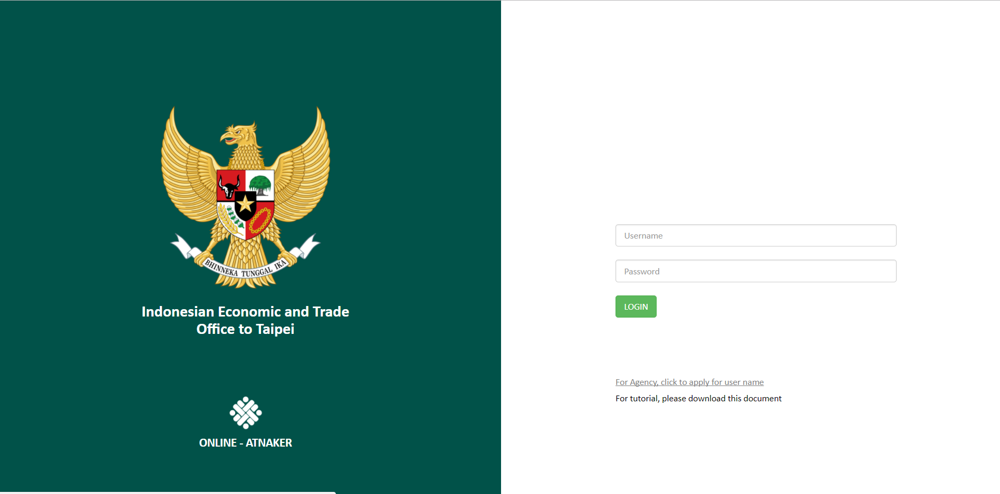 BHINNEKA TUNGGAL IKA
Indonesian Economic and Trade
Office to Taipei
ONLINE - ATNAKER
Username
Password
LOGIN
For Agency, click to apply for user name
For tutorial, please download this document